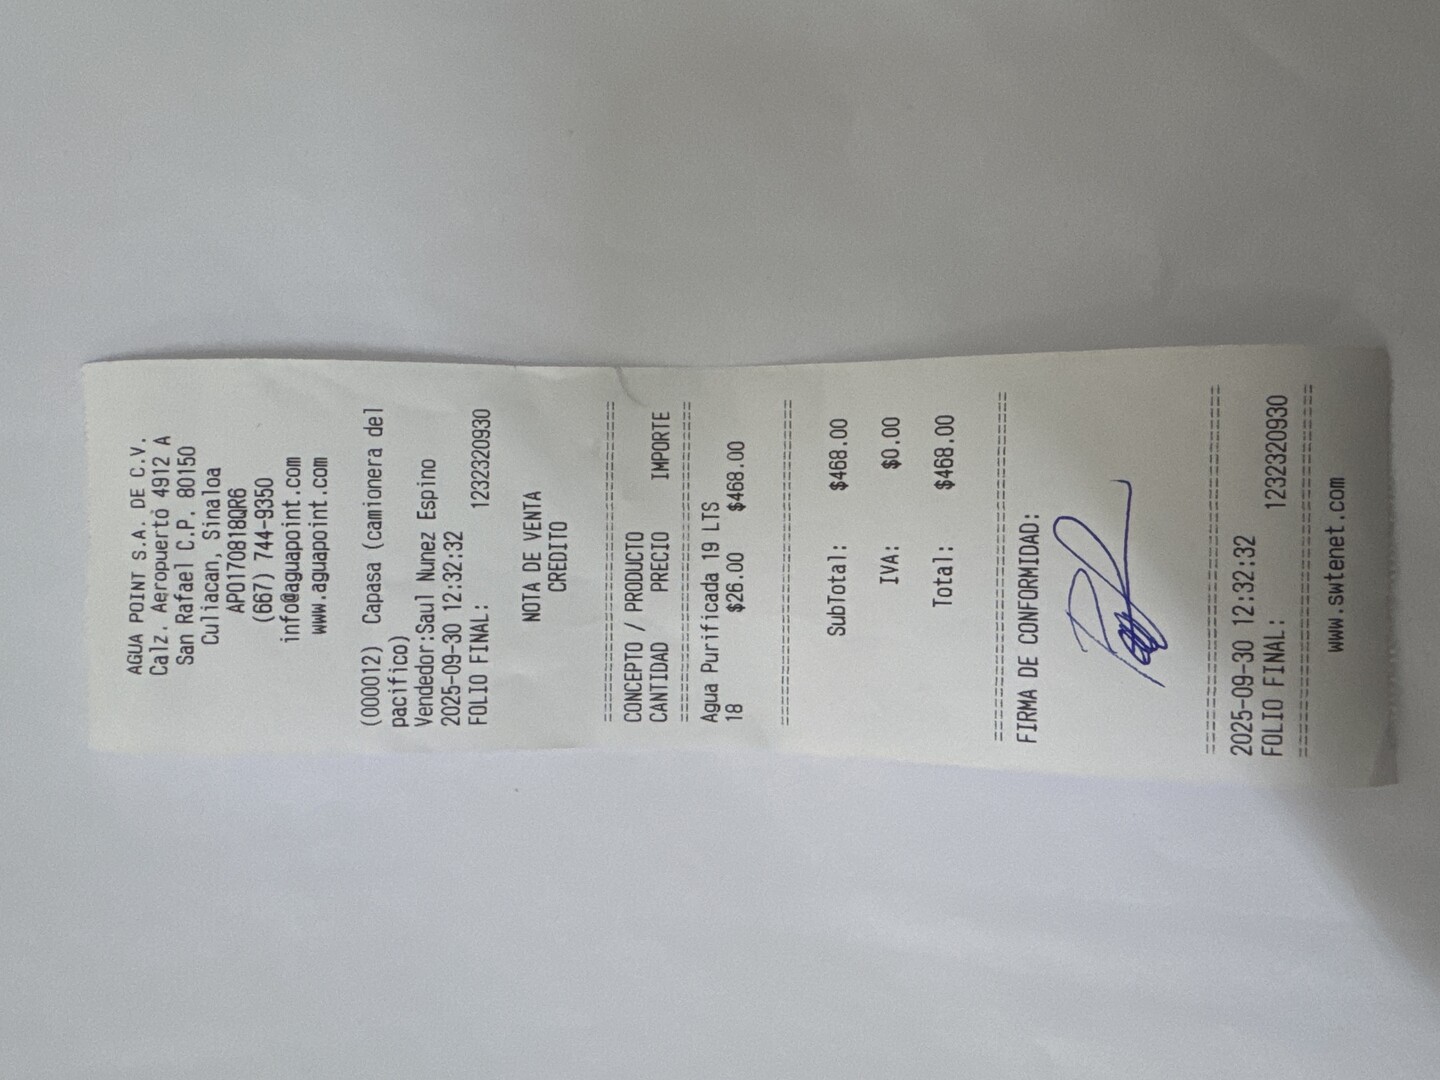 AGUA POINT S.A. DE C.V.
Calz. Aeropuerto 4912 A
San Rafael C.P. 80150
Culiacan, Sinaloa
APO170818QR6
(667) 744-9350
info@aguapoint.com
www.aguapoint.com
(000012) Capasa (camionera del
pacifico)
Vendedor:Saul Nunez Espino
2025-09-30 12:32:32
FOLIO FINAL: 1232320930
NOTA DE VENTA
CREDITO
================================
CONCEPTO / PRODUCTO
CANTIDAD PRECIO IMPORTE
================================
Agua Purificada 19 LTS
18 $26.00 $468.00
================================
SubTotal: $468.00
IVA: $0.00
Total: $468.00
================================
FIRMA DE CONFORMIDAD:
================================
2025-09-30 12:32:32
FOLIO FINAL: 1232320930
================================
www.swtenet.com